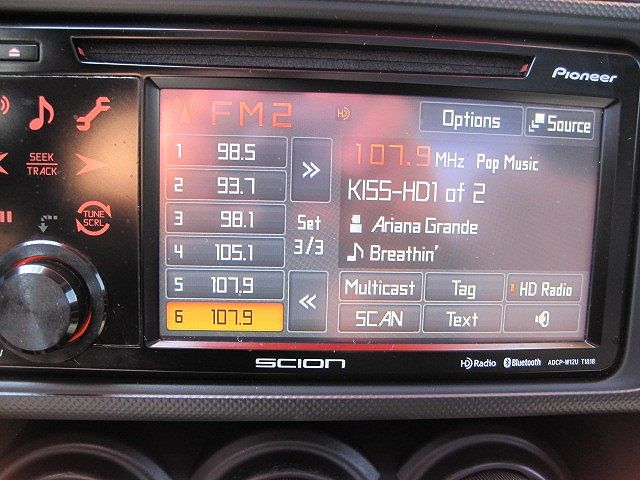 Pioneer
FM2 HD Options Source
SEEK/TRACK
TUNE SCRL
1 98.5
2 93.7
3 98.1
4 105.1
5 107.9
6 107.9
Set
3/3
107.9 MHz Pop Music
KISS-HD1 of 2
Ariana Grande
Breathin'
Multicast Tag HD Radio
SCAN Text
SCION
HD Radio Bluetooth ADCP-W12U T1818